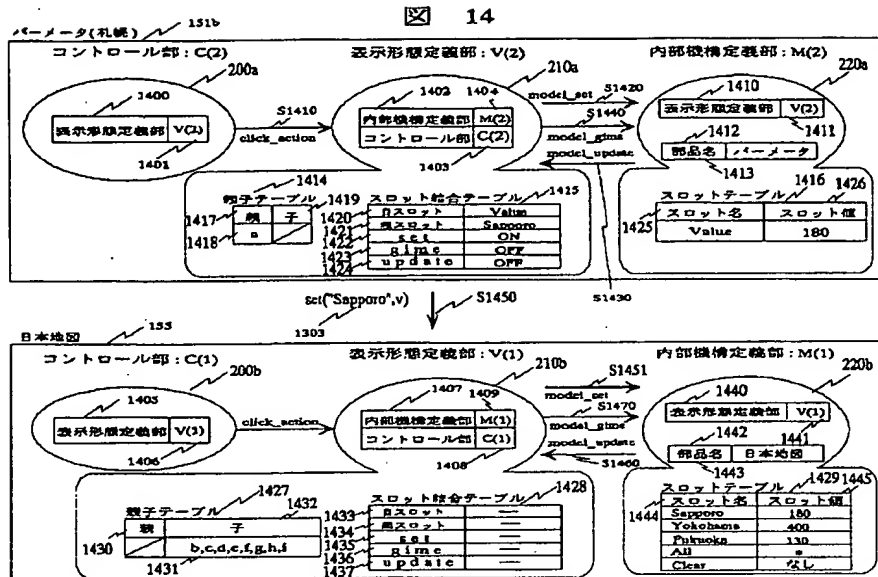 図 14
パーメータ(札幌) 151b
コントロール部:C(2)
表示形態定義部:V(2)
内部機構定義部:M(2)
200a
210a
220a
1400
表示形態定義部 V(2)
1401
S1410
click_action
1402 1404
内部機構定義部 M(2)
コントロール部 C(2)
1403
model_set S1420
S1440
model_gime
model_update
S1430
1410
表示形態定義部 V(2)
1412 1411
部品名 パーメータ
1413
1414
親子テーブル 1419
1417 親 子
1418 a
スロット結合テーブル 1415
1420 自スロット Value
1421 相スロット Sapporo
1422 set ON
1423 gime OFF
1424 update OFF
スロットテーブル 1416 1426
1425 スロット名 スロット値
Value 180
set("Sapporo",v) S1450
1303
日本地図 153
コントロール部:C(1)
表示形態定義部:V(1)
内部機構定義部:M(1)
200b
210b
220b
1405
表示形態定義部 V(1)
1406
click_action
1407 1409
内部機構定義部 M(1)
コントロール部 C(1)
1408
S1451
model_set
S1470
model_gime
model_update
S1460
1440
表示形態定義部 V(1)
1442 1441
部品名 日本地図
1443
1427
親子テーブル 1432
1430 親 子
b,c,d,e,f,g,h,i
1431
スロット結合テーブル 1428
1433 自スロット —
1434 相スロット —
1435 set —
1436 gime —
1437 update —
スロットテーブル 1429 1445
1444 スロット名 スロット値
Sapporo 180
Yokohama 400
Fukuoka 130
All *
Clear なし